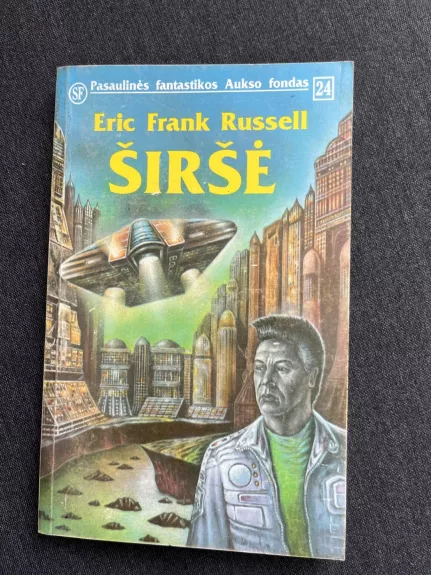 SF Pasaulinės fantastikos Aukso fondas 24
Eric Frank Russell
ŠIRŠĖ